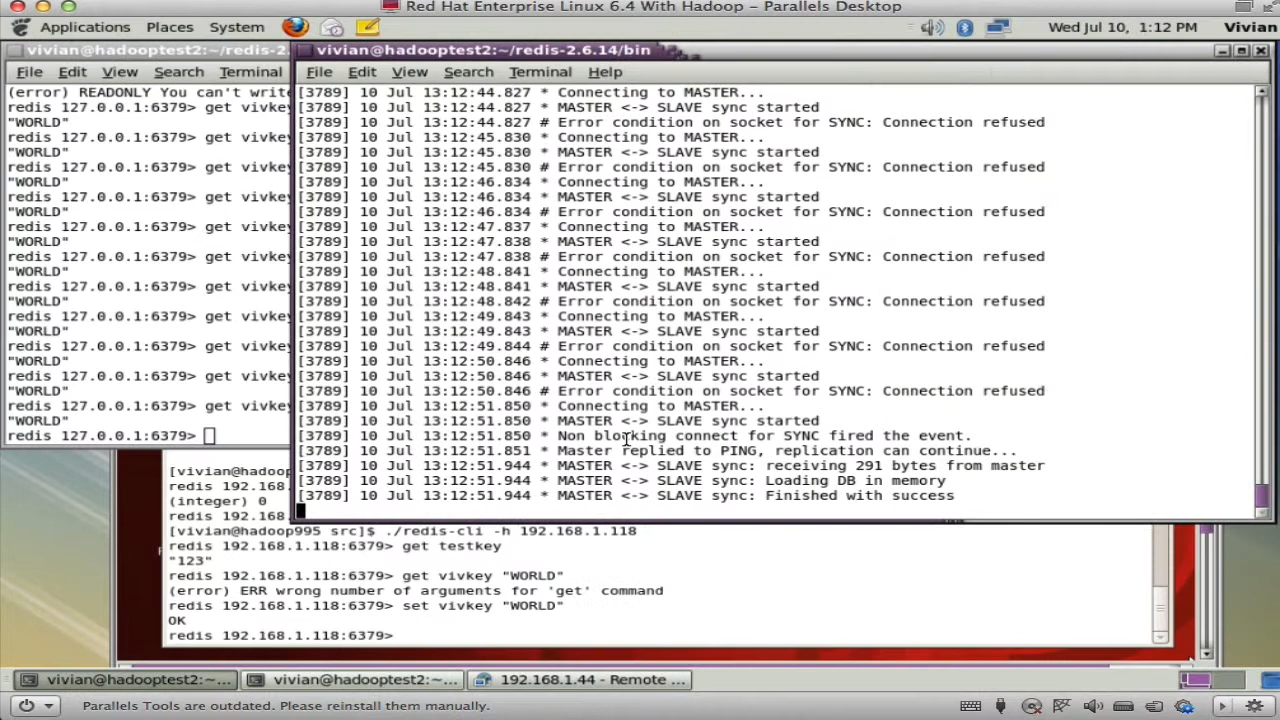 Red Hat Enterprise Linux 6.4 With Hadoop – Parallels Desktop
Applications Places System
Wed Jul 10, 1:12 PM Vivian
vivian@hadooptest2:~/redis-2.
File Edit View Search Terminal
(error) READONLY You can't write
redis 127.0.0.1:6379> get vivkey
"WORLD"
redis 127.0.0.1:6379> get vivkey
"WORLD"
redis 127.0.0.1:6379> get vivkey
"WORLD"
redis 127.0.0.1:6379> get vivkey
"WORLD"
redis 127.0.0.1:6379> get vivkey
"WORLD"
redis 127.0.0.1:6379> get vivkey
"WORLD"
redis 127.0.0.1:6379> get vivkey
"WORLD"
redis 127.0.0.1:6379> get vivkey
"WORLD"
redis 127.0.0.1:6379> get vivkey
"WORLD"
redis 127.0.0.1:6379> get vivkey
"WORLD"
redis 127.0.0.1:6379> get vivkey
"WORLD"
redis 127.0.0.1:6379>
vivian@hadooptest2:~/redis-2.6.14/bin
File Edit View Search Terminal Help
[3789] 10 Jul 13:12:44.827 * Connecting to MASTER...
[3789] 10 Jul 13:12:44.827 * MASTER <-> SLAVE sync started
[3789] 10 Jul 13:12:44.827 # Error condition on socket for SYNC: Connection refused
[3789] 10 Jul 13:12:45.830 * Connecting to MASTER...
[3789] 10 Jul 13:12:45.830 * MASTER <-> SLAVE sync started
[3789] 10 Jul 13:12:45.830 # Error condition on socket for SYNC: Connection refused
[3789] 10 Jul 13:12:46.834 * Connecting to MASTER...
[3789] 10 Jul 13:12:46.834 * MASTER <-> SLAVE sync started
[3789] 10 Jul 13:12:46.834 # Error condition on socket for SYNC: Connection refused
[3789] 10 Jul 13:12:47.837 * Connecting to MASTER...
[3789] 10 Jul 13:12:47.838 * MASTER <-> SLAVE sync started
[3789] 10 Jul 13:12:47.838 # Error condition on socket for SYNC: Connection refused
[3789] 10 Jul 13:12:48.841 * Connecting to MASTER...
[3789] 10 Jul 13:12:48.841 * MASTER <-> SLAVE sync started
[3789] 10 Jul 13:12:48.842 # Error condition on socket for SYNC: Connection refused
[3789] 10 Jul 13:12:49.843 * Connecting to MASTER...
[3789] 10 Jul 13:12:49.843 * MASTER <-> SLAVE sync started
[3789] 10 Jul 13:12:49.844 # Error condition on socket for SYNC: Connection refused
[3789] 10 Jul 13:12:50.846 * Connecting to MASTER...
[3789] 10 Jul 13:12:50.846 * MASTER <-> SLAVE sync started
[3789] 10 Jul 13:12:50.846 # Error condition on socket for SYNC: Connection refused
[3789] 10 Jul 13:12:51.850 * Connecting to MASTER...
[3789] 10 Jul 13:12:51.850 * MASTER <-> SLAVE sync started
[3789] 10 Jul 13:12:51.850 * Non blocking connect for SYNC fired the event.
[3789] 10 Jul 13:12:51.851 * Master replied to PING, replication can continue...
[3789] 10 Jul 13:12:51.944 * MASTER <-> SLAVE sync: receiving 291 bytes from master
[3789] 10 Jul 13:12:51.944 * MASTER <-> SLAVE sync: Loading DB in memory
[3789] 10 Jul 13:12:51.944 * MASTER <-> SLAVE sync: Finished with success
[vivian@hadoop
redis 192.168.
(integer) 0
redis 192.168.
[vivian@hadoop995 src]$ ./redis-cli -h 192.168.1.118
redis 192.168.1.118:6379> get testkey
"123"
redis 192.168.1.118:6379> get vivkey "WORLD"
(error) ERR wrong number of arguments for 'get' command
redis 192.168.1.118:6379> set vivkey "WORLD"
OK
redis 192.168.1.118:6379>
vivian@hadooptest2:~... vivian@hadooptest2:~... 192.168.1.44 - Remote ...
Parallels Tools are outdated. Please reinstall them manually.